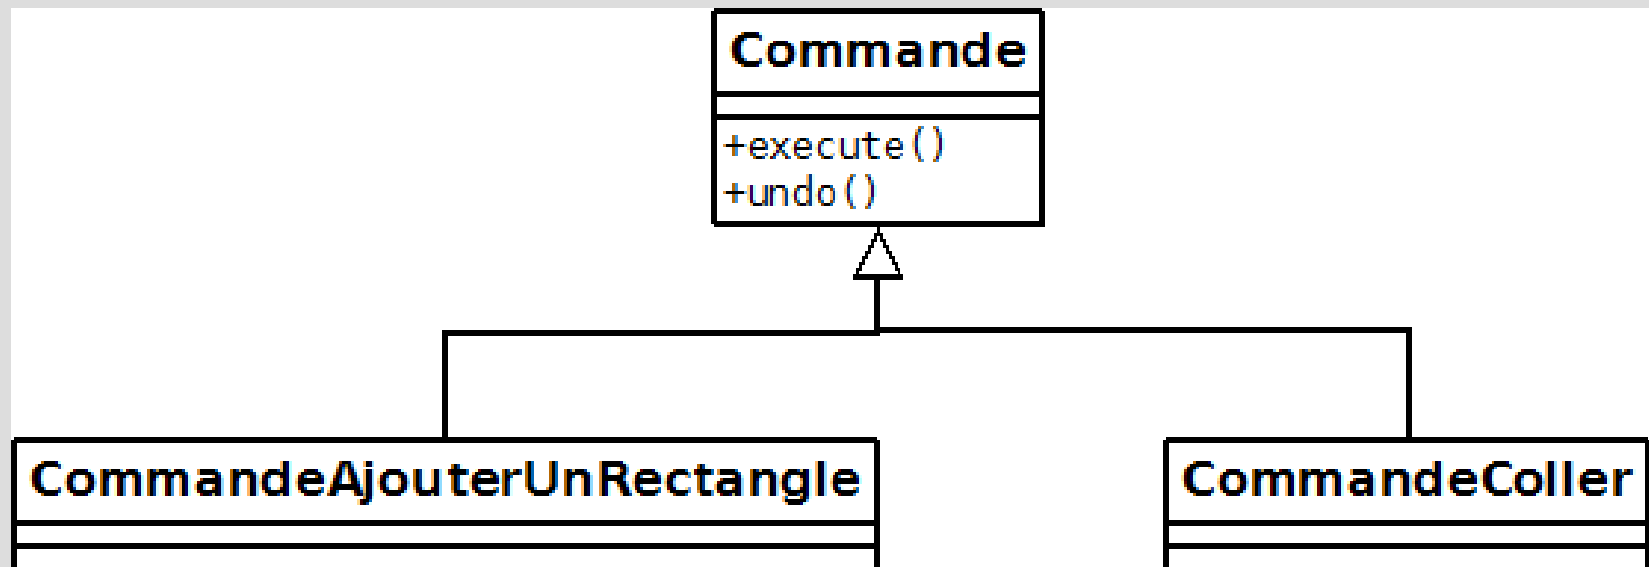 Commande
+execute()
+undo()
CommandeAjouterUnRectangle
CommandeColler